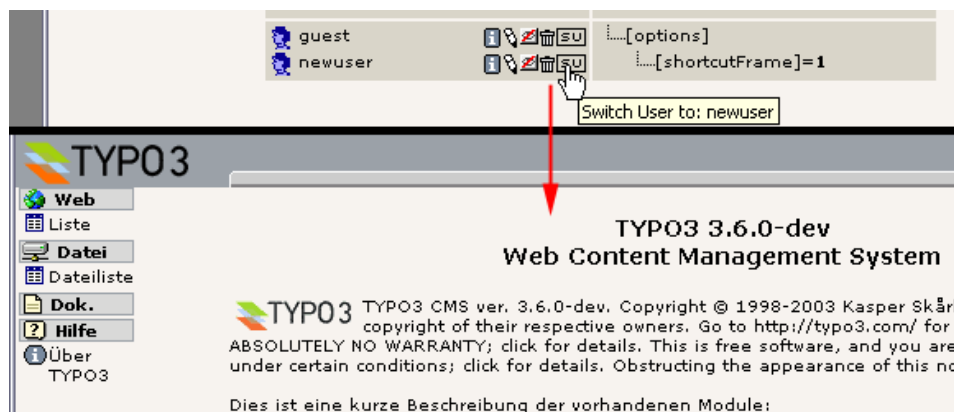 guest SU [options]
newuser SU [shortcutFrame]=1
Switch User to: newuser
TYPO3
Web
Liste
Datei
Dateiliste
Dok.
Hilfe
Über
TYPO3
TYPO3 3.6.0-dev
Web Content Management System
TYPO3 TYPO3 CMS ver. 3.6.0-dev. Copyright © 1998-2003 Kasper
copyright of their respective owners. Go to http://typo3.com/ for
ABSOLUTELY NO WARRANTY; click for details. This is free software, and you are
under certain conditions; click for details. Obstructing the appearance of this
Dies ist eine kurze Beschreibung der vorhandenen Module: